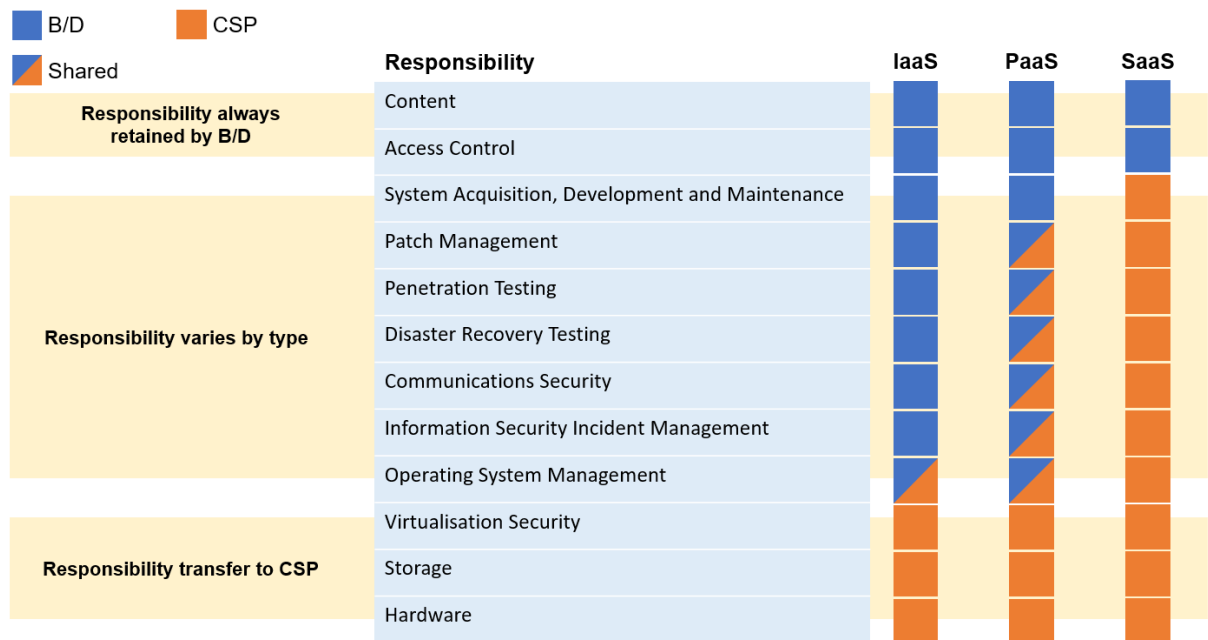 B/D
CSP
Shared
Responsibility
IaaS
PaaS
SaaS
Responsibility always
retained by B/D
Content
Access Control
Responsibility varies by type
System Acquisition, Development and Maintenance
Patch Management
Penetration Testing
Disaster Recovery Testing
Communications Security
Information Security Incident Management
Operating System Management
Responsibility transfer to CSP
Virtualisation Security
Storage
Hardware